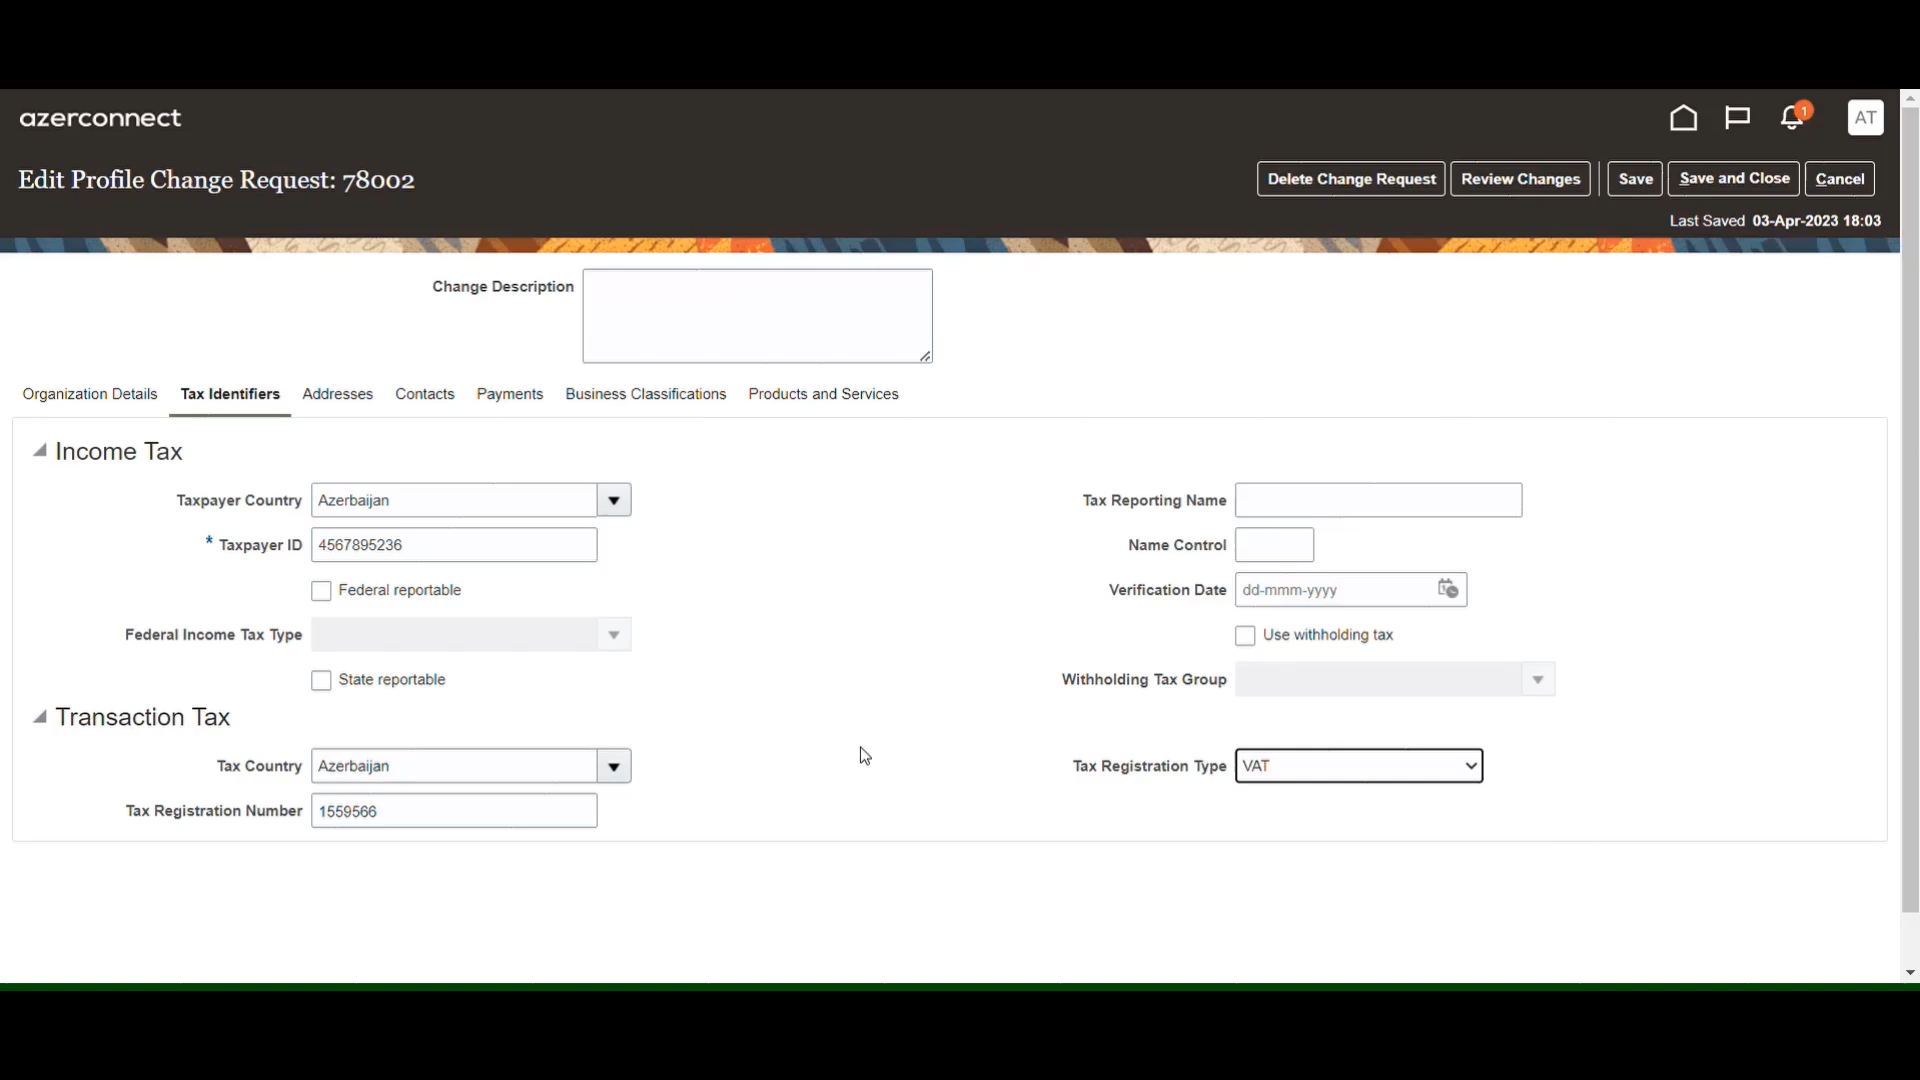 azerconnect
1
AT
Edit Profile Change Request: 78002
Delete Change Request Review Changes Save Save and Close Cancel
Last Saved 03-Apr-2023 18:03
Change Description
Organization Details Tax Identifiers Addresses Contacts Payments Business Classifications Products and Services
Income Tax
Taxpayer Country Azerbaijan Tax Reporting Name
* Taxpayer ID 4567895236 Name Control
Federal reportable Verification Date dd-mmm-yyyy
Federal Income Tax Type Use withholding tax
State reportable Withholding Tax Group
Transaction Tax
Tax Country Azerbaijan Tax Registration Type VAT
Tax Registration Number 1559566